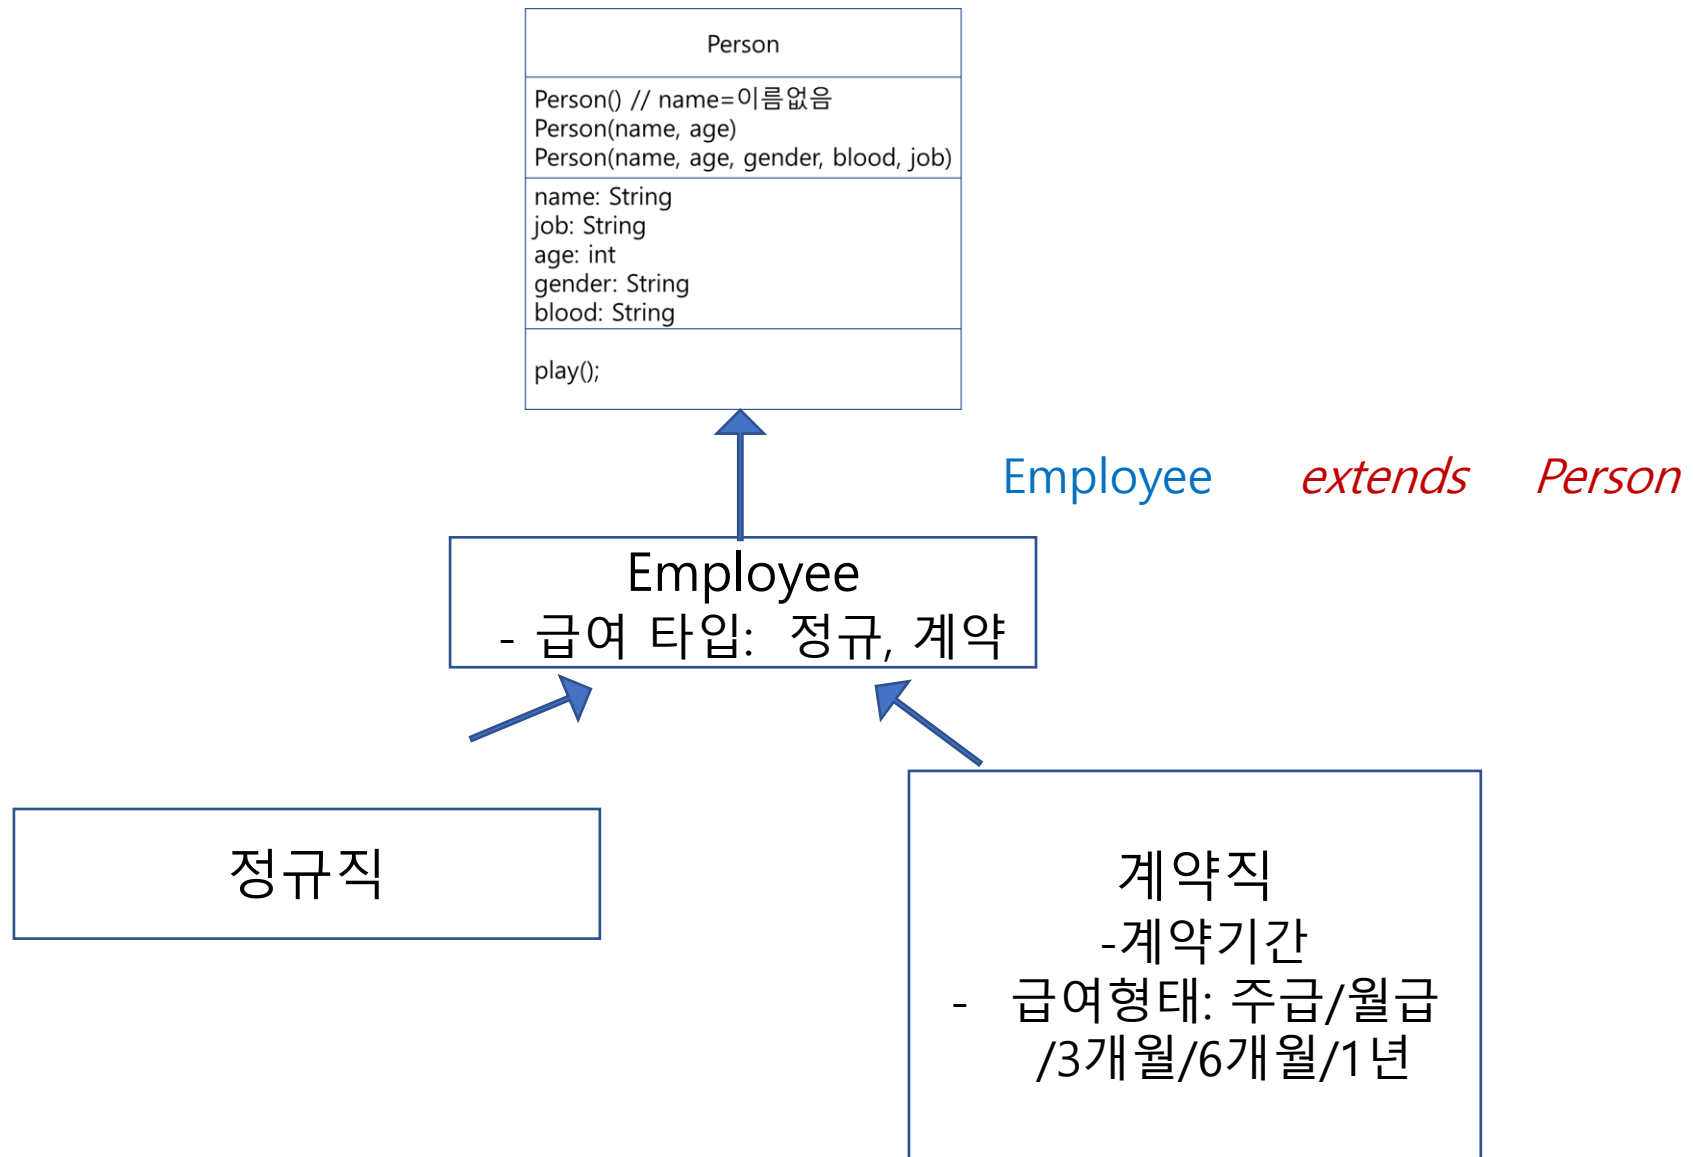 Person
Person() // name=이름없음
Person(name, age)
Person(name, age, gender, blood, job)
name: String
job: String
age: int
gender: String
blood: String
play();
Employee extends Person
Employee
- 급여 타입: 정규, 계약
정규직
계약직
-계약기간
- 급여형태: 주급/월급
/3개월/6개월/1년